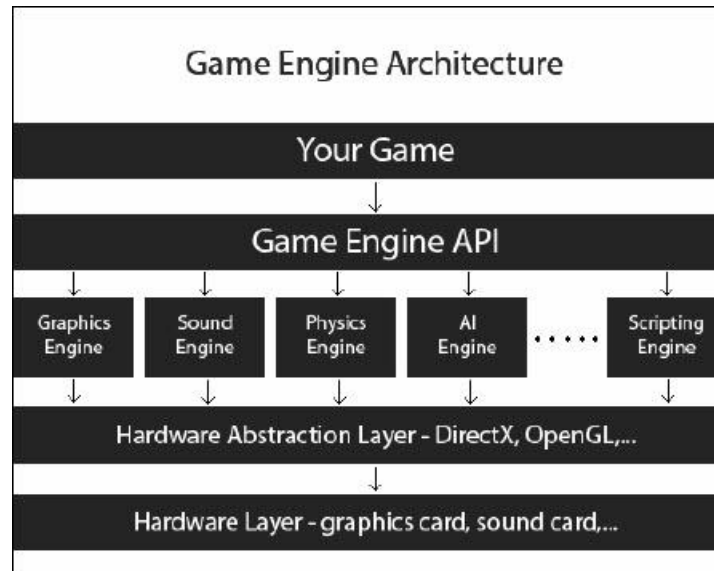 Game Engine Architecture
Your Game
Game Engine API
Graphics
Engine
Sound
Engine
Physics
Engine
AI
Engine
Scripting
Engine
Hardware Abstraction Layer - DirectX, OpenGL,...
Hardware Layer - graphics card, sound card,...